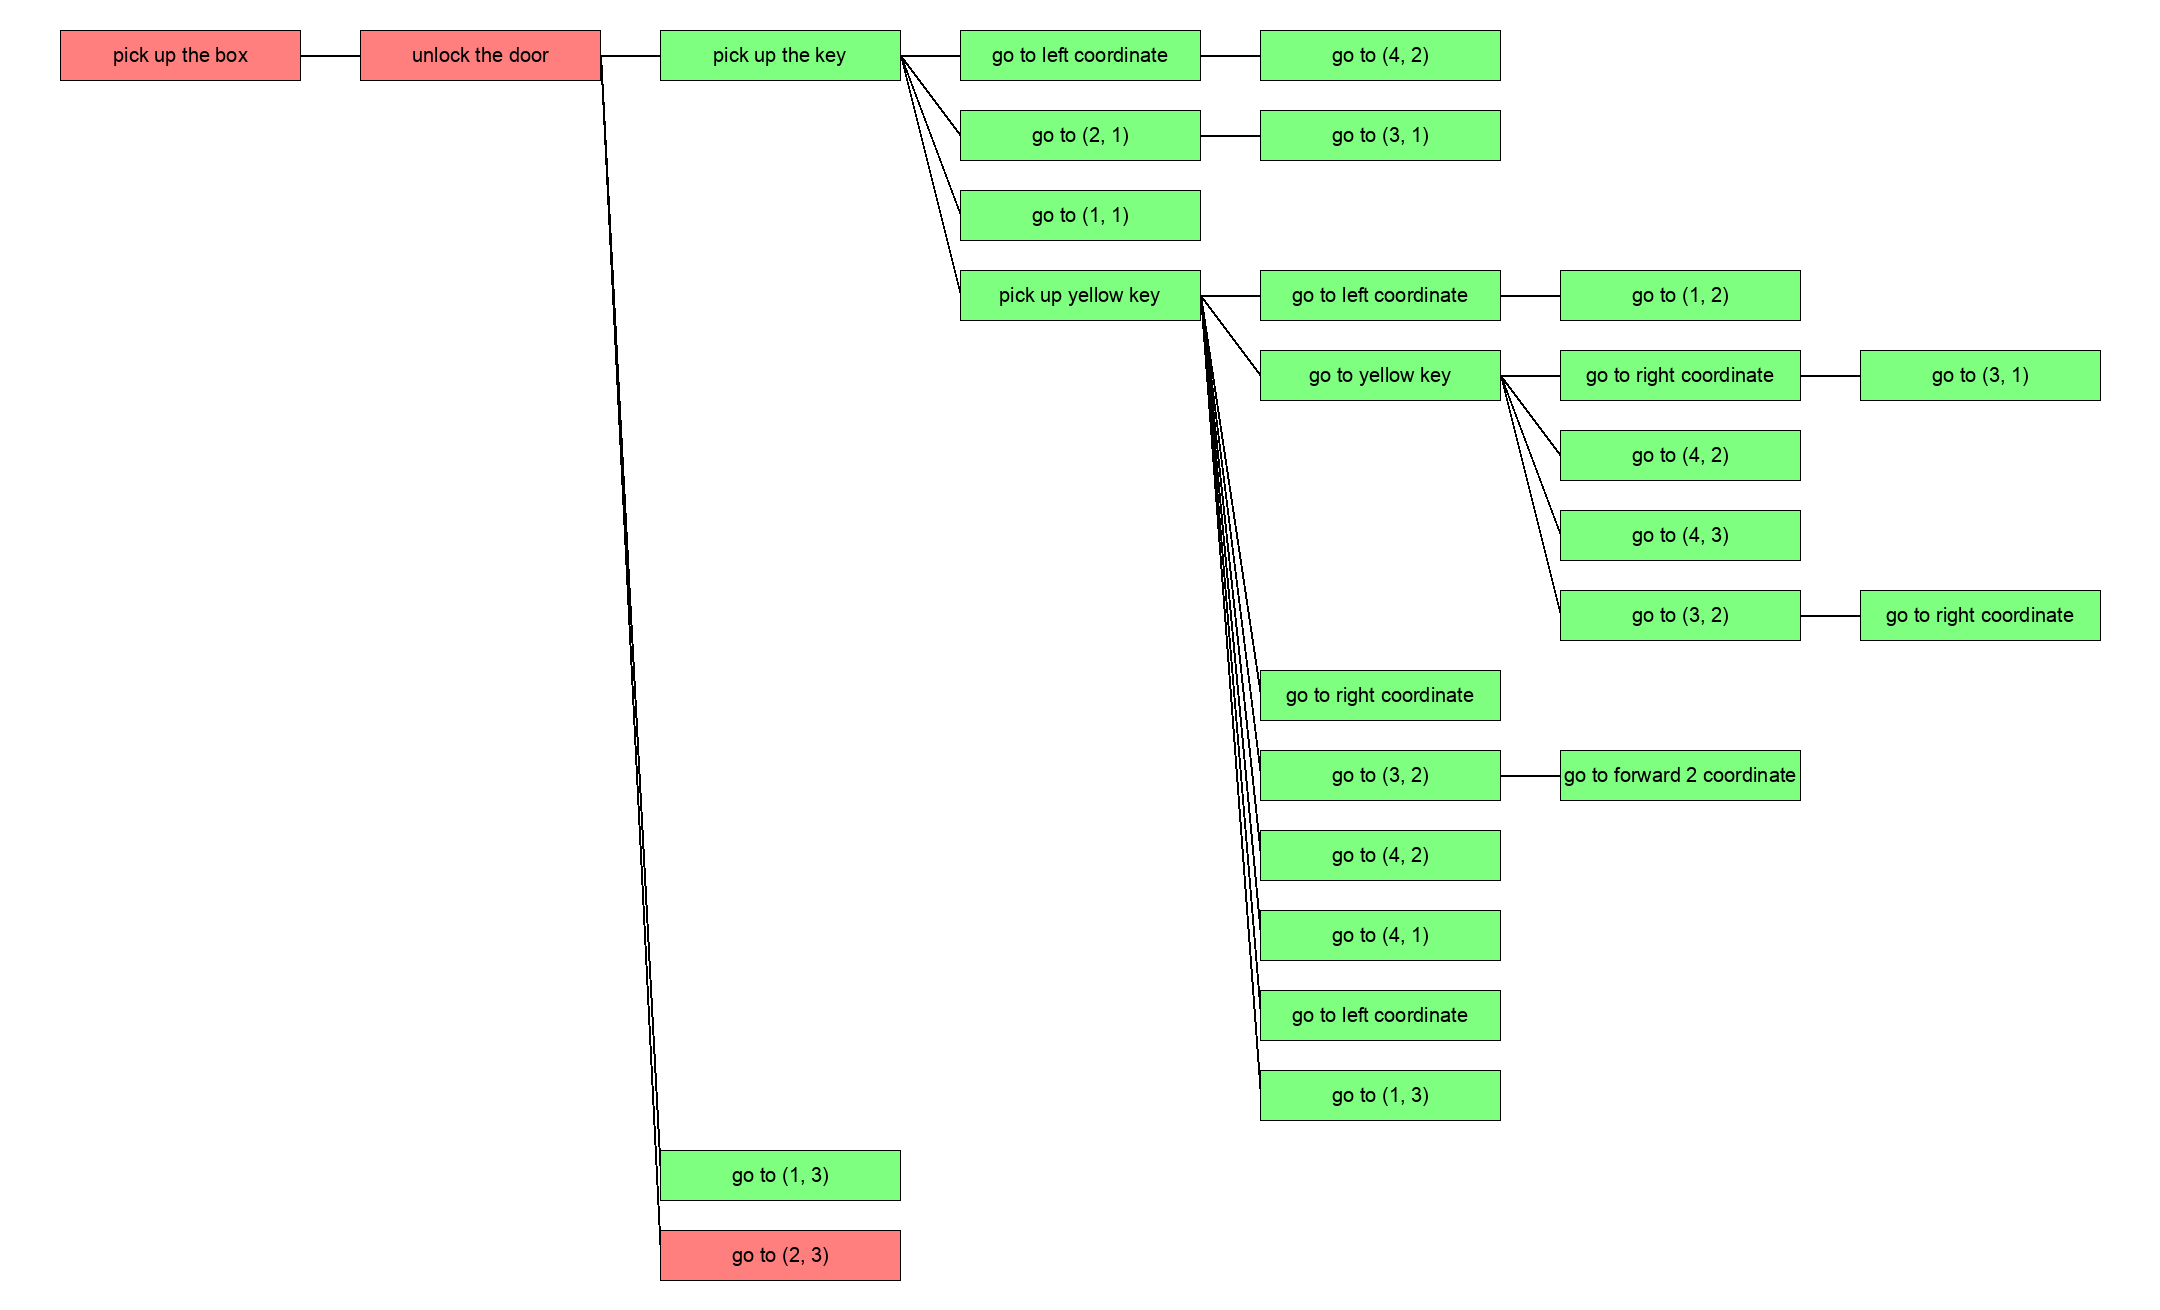 pick up the box
unlock the door
pick up the key
go to left coordinate
go to (4, 2)
go to (2, 1)
go to (3, 1)
go to (1, 1)
pick up yellow key
go to left coordinate
go to (1, 2)
go to yellow key
go to right coordinate
go to (3, 1)
go to (4, 2)
go to (4, 3)
go to (3, 2)
go to right coordinate
go to right coordinate
go to (3, 2)
go to forward 2 coordinate
go to (4, 2)
go to (4, 1)
go to left coordinate
go to (1, 3)
go to (1, 3)
go to (2, 3)